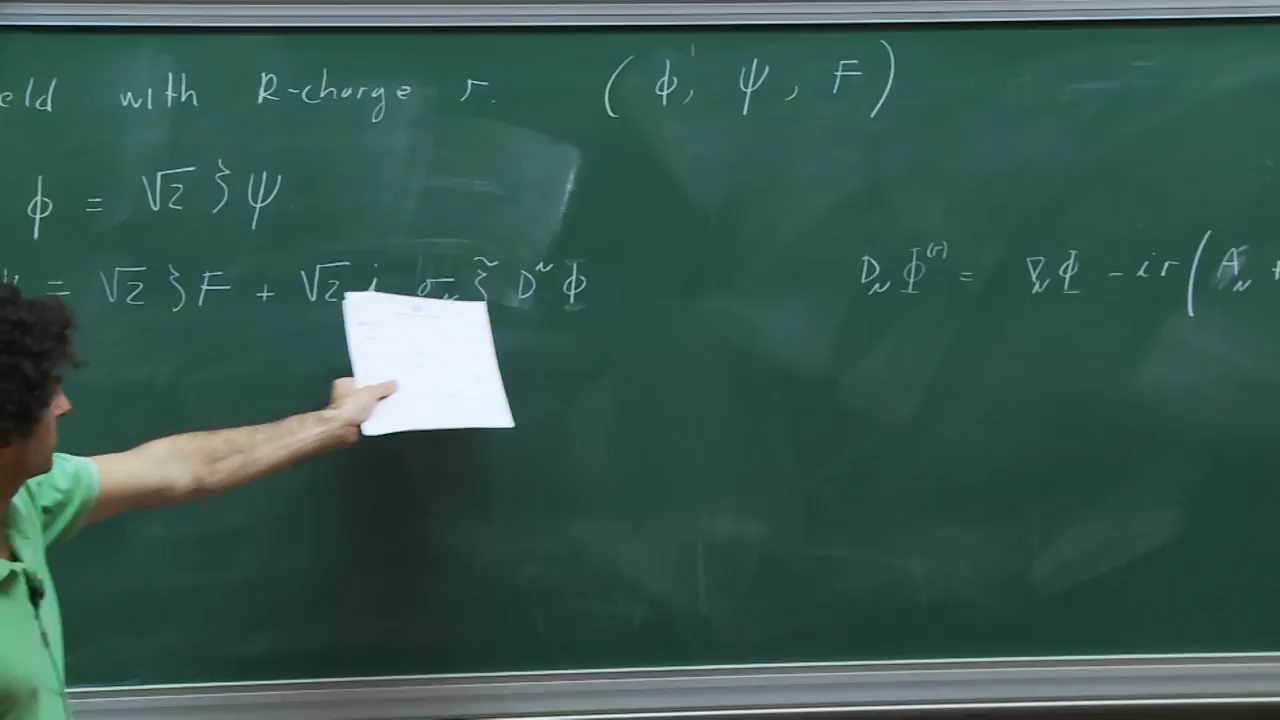 eld with R-charge r. (ϕ, ψ, F)
ϕ = √2 ξ ψ
= √2 ξ F + √2 i σ_μ ξ̃ D^μ Φ
D_μ Φ^(r) = ∇_μ Φ - i r ( A_μ +